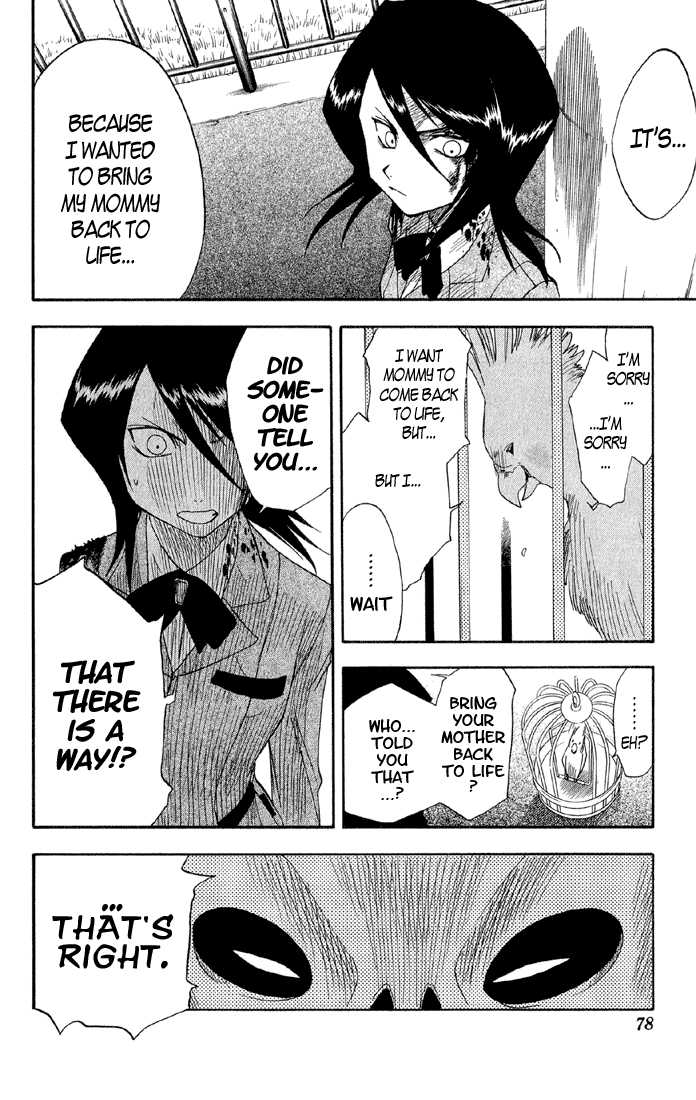 IT'S...
BECAUSE
I WANTED
TO BRING
MY MOMMY
BACK TO
LIFE...
I'M
SORRY
...
...I'M
SORRY
...
I WANT
MOMMY TO
COME BACK
TO LIFE,
BUT...
BUT I...
......
WAIT
......
EH?
BRING
YOUR
MOTHER
BACK
TO LIFE
?
WHO...
TOLD
YOU
THAT
...?
DID
SOME-
ONE
TELL
YOU...
THAT
THERE
IS A
WAY!?
...
THAT'S
RIGHT.
78